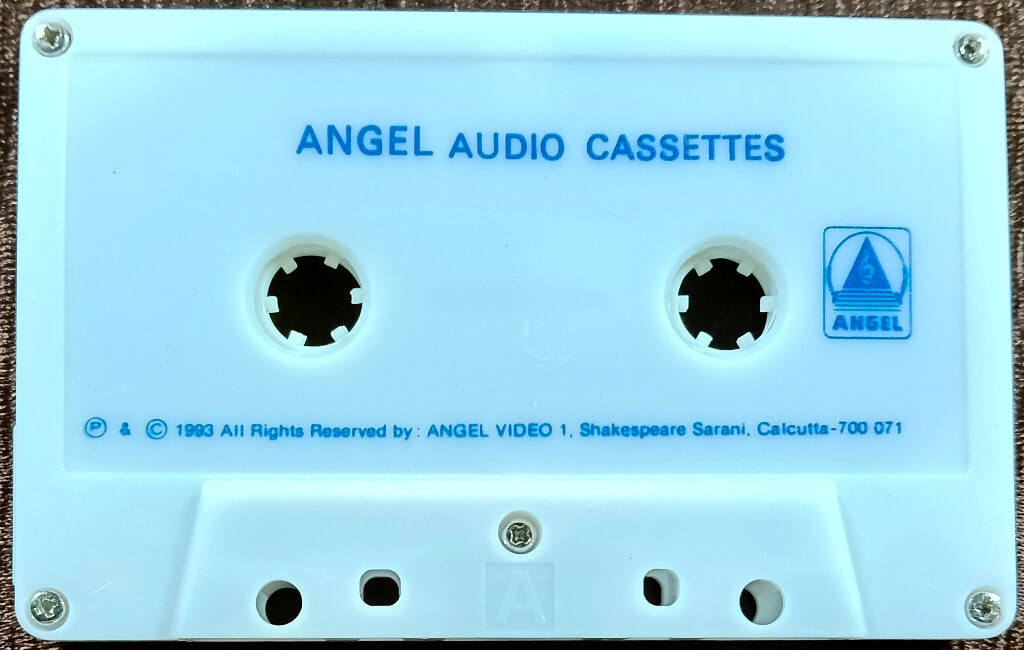 ANGEL AUDIO CASSETTES
ANGEL
Ⓟ & © 1993 All Rights Reserved by: ANGEL VIDEO 1, Shakespeare Sarani, Calcutta-700 071
A